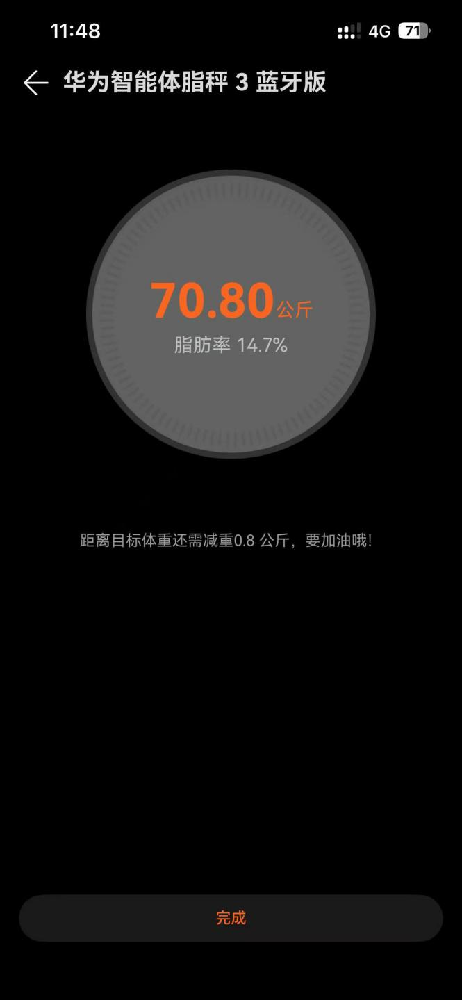 11:48
4G 71
华为智能体脂秤 3 蓝牙版
70.80公斤
脂肪率 14.7%
距离目标体重还需减重0.8 公斤，要加油哦!
完成